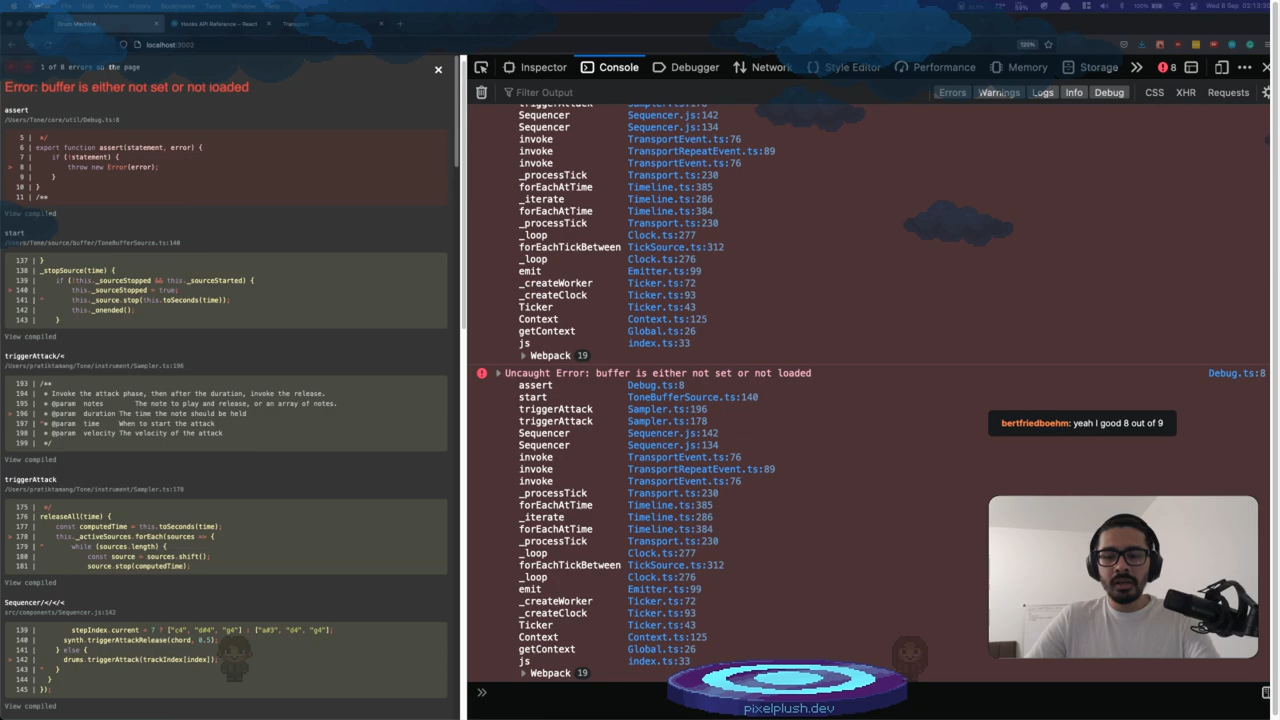 Drum Machine
Hooks API Reference – React
Transport
localhost:3002
120%
1 of 8 errors on the page
Error: buffer is either not set or not loaded
assert
/Users/Tone/core/util/Debug.ts:8
5 | */
6 | export function assert(statement, error) {
7 | if (!statement) {
> 8 | throw new Error(error);
9 | }
10 | }
11 | /**
View compiled
start
/Users/Tone/source/buffer/ToneBufferSource.ts:140
137 | }
138 | _stopSource(time) {
139 | if (!this._sourceStopped && this._sourceStarted) {
> 140 | this._sourceStopped = true;
141 | ^ this._source.stop(this.toSeconds(time));
142 | this._onended();
143 | }
View compiled
triggerAttack/<
/Users/pratiktamang/Tone/instrument/Sampler.ts:196
193 | /**
194 | * Invoke the attack phase, then after the duration, invoke the release.
195 | * @param notes The note to play and release, or an array of notes.
> 196 | * @param duration The time the note should be held
197 | ^* @param time When to start the attack
198 | * @param velocity The velocity of the attack
199 | */
View compiled
triggerAttack
/Users/pratiktamang/Tone/instrument/Sampler.ts:178
175 | */
176 | releaseAll(time) {
177 | const computedTime = this.toSeconds(time);
> 178 | this._activeSources.forEach(sources => {
179 | ^ while (sources.length) {
180 | const source = sources.shift();
181 | source.stop(computedTime);
View compiled
Sequencer/</</<
src/components/Sequencer.js:142
139 | stepIndex.current < 7 ? ["c4", "d#4", "g4"] : ["a#3", "d4", "g4"];
140 | synth.triggerAttackRelease(chord, 0.5);
141 | } else {
> 142 | drums.triggerAttack(trackIndex[index]);
143 | ^ }
144 | }
145 | });
View compiled
Inspector
Console
Debugger
Network
Style Editor
Performance
Memory
Storage
8
Filter Output
Errors
Warnings
Logs
Info
Debug
CSS
XHR
Requests
triggerAttack Sampler.ts:178
Sequencer Sequencer.js:142
Sequencer Sequencer.js:134
invoke TransportEvent.ts:76
invoke TransportRepeatEvent.ts:89
invoke TransportEvent.ts:76
_processTick Transport.ts:230
forEachAtTime Timeline.ts:385
_iterate Timeline.ts:286
forEachAtTime Timeline.ts:384
_processTick Transport.ts:230
_loop Clock.ts:277
forEachTickBetween TickSource.ts:312
_loop Clock.ts:276
emit Emitter.ts:99
_createWorker Ticker.ts:72
_createClock Ticker.ts:93
Ticker Ticker.ts:43
Context Context.ts:125
getContext Global.ts:26
js index.ts:33
Webpack 19
Uncaught Error: buffer is either not set or not loaded Debug.ts:8
assert Debug.ts:8
start ToneBufferSource.ts:140
triggerAttack Sampler.ts:196
triggerAttack Sampler.ts:178
Sequencer Sequencer.js:142
Sequencer Sequencer.js:134
invoke TransportEvent.ts:76
invoke TransportRepeatEvent.ts:89
invoke TransportEvent.ts:76
_processTick Transport.ts:230
forEachAtTime Timeline.ts:385
_iterate Timeline.ts:286
forEachAtTime Timeline.ts:384
_processTick Transport.ts:230
_loop Clock.ts:277
forEachTickBetween TickSource.ts:312
_loop Clock.ts:276
emit Emitter.ts:99
_createWorker Ticker.ts:72
_createClock Ticker.ts:93
Ticker Ticker.ts:43
Context Context.ts:125
getContext Global.ts:26
js index.ts:33
Webpack 19
bertfriedboehm: yeah I good 8 out of 9
pixelplush.dev